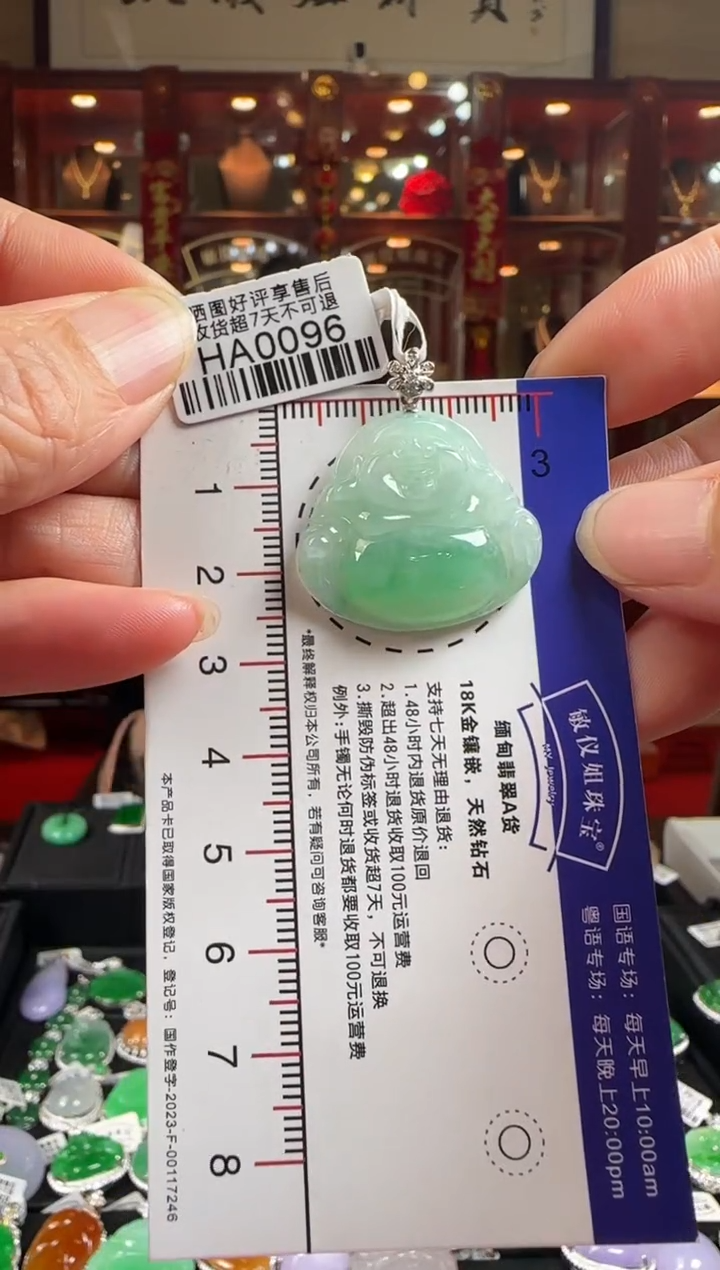 晒图好评享售后
收货超7天不可退
HA0096
3
1
2
3
4
5
6
7
8
敏仪姐珠宝®
MY Jewelry
国语专场：每天早上10:00am
粤语专场：每天晚上20:00pm
缅甸翡翠A货
18K金镶嵌，天然钻石
支持七天无理由退货：
1.48小时内退货原价退回
2.超出48小时退货收取100元运营费
3.撕毁防伪标签或收货超7天，不可退换
例外：手镯无论何时退货都要收取100元运营费
*最终解释权归本公司所有，若有疑问可咨询客服*
本产品卡已取得国家版权登记，登记号：国作登字-2023-F-00117246